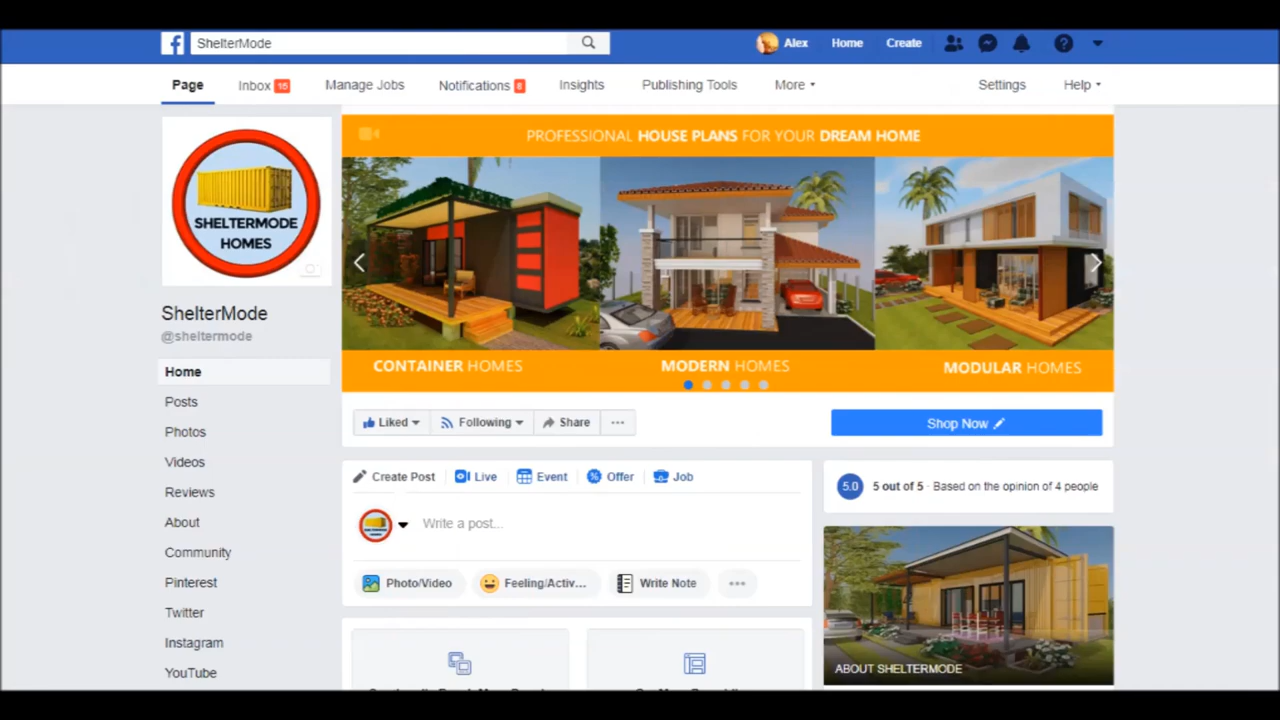 ShelterMode
Alex
Home
Create
Page
Inbox 15
Manage Jobs
Notifications 6
Insights
Publishing Tools
More
Settings
Help
SHELTERMODE
HOMES
PROFESSIONAL HOUSE PLANS FOR YOUR DREAM HOME
CONTAINER HOMES
MODERN HOMES
MODULAR HOMES
ShelterMode
@sheltermode
Home
Posts
Photos
Videos
Reviews
About
Community
Pinterest
Twitter
Instagram
YouTube
Liked
Following
Share
Shop Now
Create Post
Live
Event
Offer
Job
Write a post...
Photo/Video
Feeling/Activ...
Write Note
5.0
5 out of 5 · Based on the opinion of 4 people
ABOUT SHELTERMODE